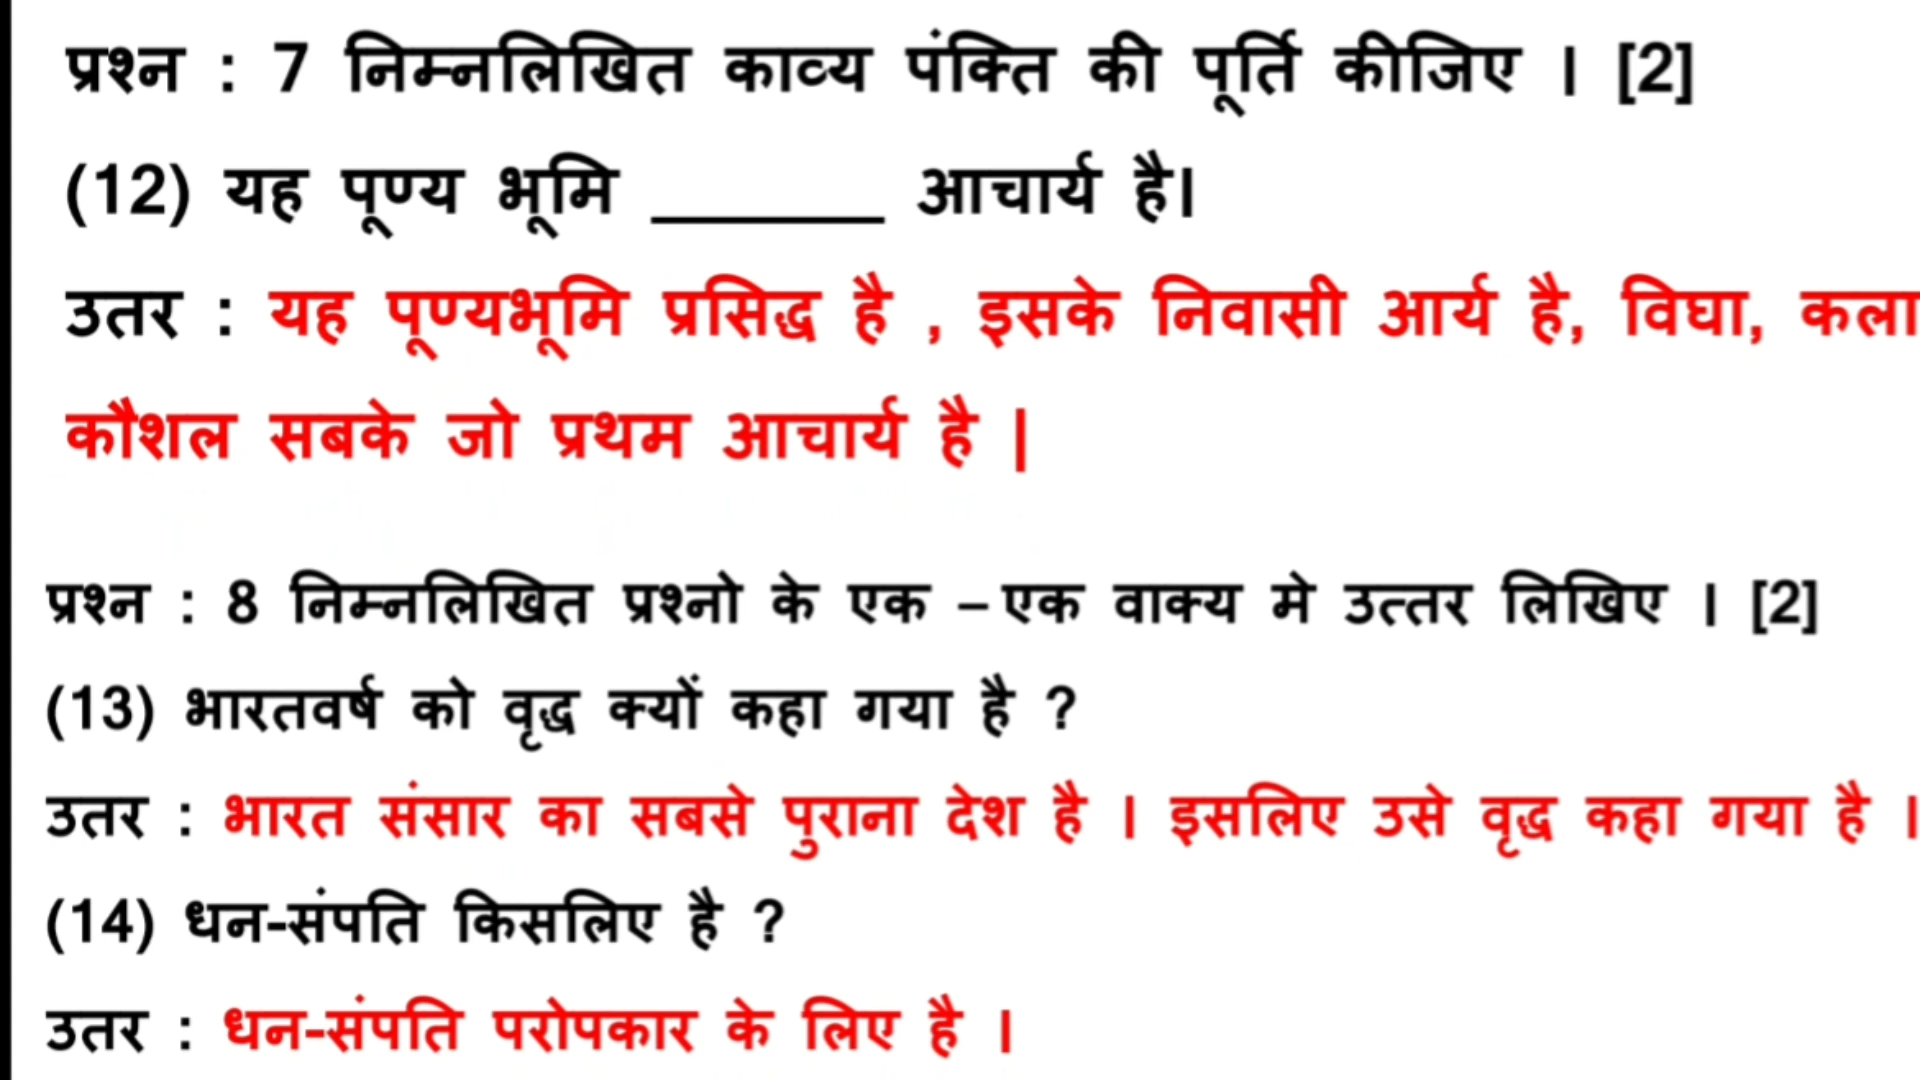 प्रश्न : 7 निम्नलिखित काव्य पंक्ति की पूर्ति कीजिए । [2]
(12) यह पूण्य भूमि ______ आचार्य है।
उतर : यह पूण्यभूमि प्रसिद्ध है , इसके निवासी आर्य है, विघा, कला
कौशल सबके जो प्रथम आचार्य है |
प्रश्न : 8 निम्नलिखित प्रश्नो के एक – एक वाक्य मे उत्तर लिखिए । [2]
(13) भारतवर्ष को वृद्ध क्यों कहा गया है ?
उतर : भारत संसार का सबसे पुराना देश है । इसलिए उसे वृद्ध कहा गया है ।
(14) धन-संपति किसलिए है ?
उतर : धन-संपति परोपकार के लिए है ।